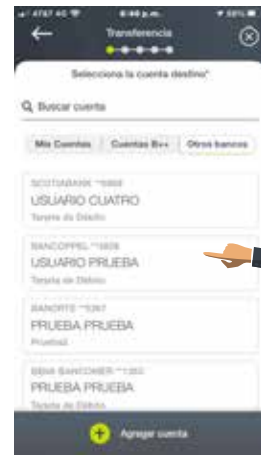 Transferencia
Selecciona la cuenta destino*
Buscar cuenta
Mis Cuentas Cuentas B++ Otros bancos
SCOTIABANK
USUARIO CUATRO
Tarjeta de Débito
BANCOPPEL
USUARIO PRUEBA
Tarjeta de Débito
BANORTE
PRUEBA PRUEBA
Prueba2
BBVA BANCOMER
PRUEBA PRUEBA
Tarjeta de Débito
Agregar cuenta